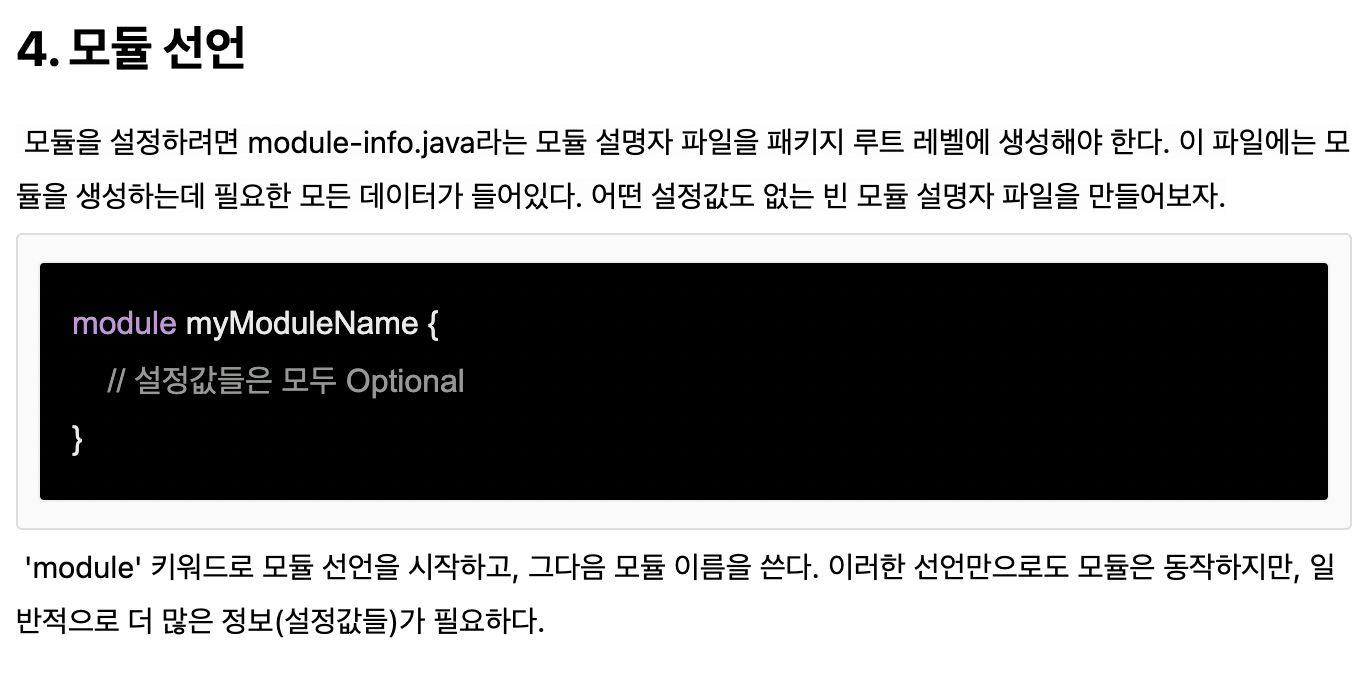 4. 모듈 선언
모듈을 설정하려면 module-info.java라는 모듈 설명자 파일을 패키지 루트 레벨에 생성해야 한다. 이 파일에는 모
듈을 생성하는데 필요한 모든 데이터가 들어있다. 어떤 설정값도 없는 빈 모듈 설명자 파일을 만들어보자.
module myModuleName {
// 설정값들은 모두 Optional
}
'module' 키워드로 모듈 선언을 시작하고, 그다음 모듈 이름을 쓴다. 이러한 선언만으로도 모듈은 동작하지만, 일
반적으로 더 많은 정보(설정값들)가 필요하다.